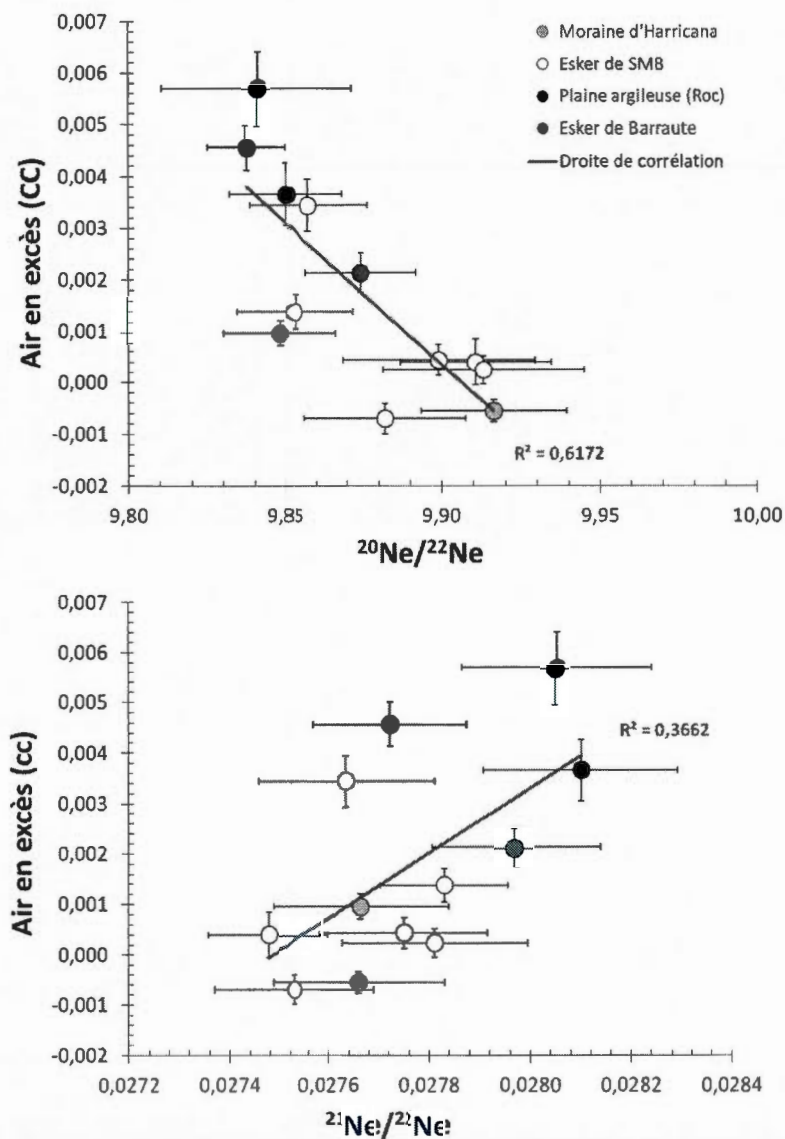 0,007
0,006
0,005
0,004
0,003
0,002
0,001
0,000
-0,001
-0,002
Air en excès (CC)
Moraine d'Harricana
Esker de SMB
Plaine argileuse (Roc)
Esker de Barraute
Droite de corrélation
R² = 0,6172
9,80 9,85 9,90 9,95 10,00
²⁰Ne/²²Ne
0,007
0,006
0,005
0,004
0,003
0,002
0,001
0,000
-0,001
-0,002
Air en excès (cc)
R² = 0,3662
0,0272 0,0274 0,0276 0,0278 0,0280 0,0282 0,0284
²¹Ne/²²Ne